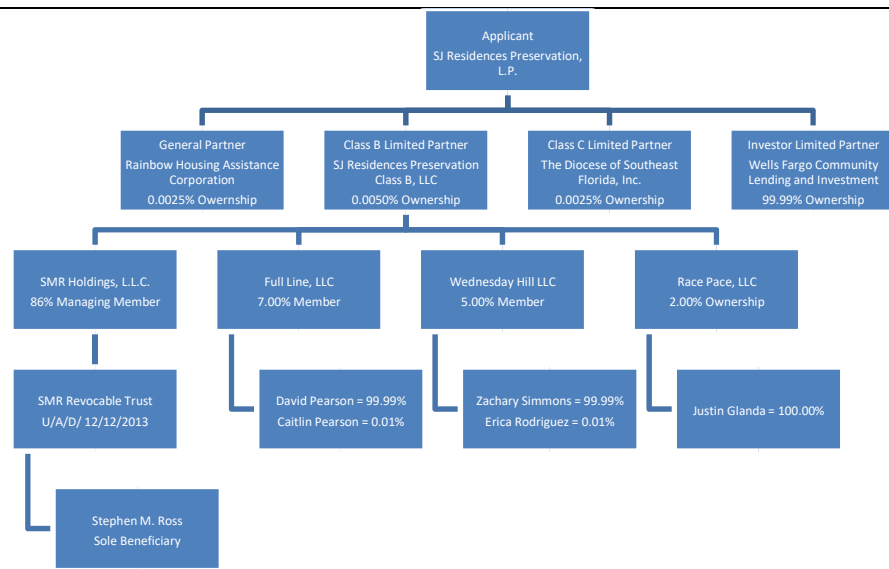 Applicant
SJ Residences Preservation,
L.P.
General Partner
Rainbow Housing Assistance
Corporation
0.0025% Owernship
Class B Limited Partner
SJ Residences Preservation
Class B, LLC
0.0050% Ownership
Class C Limited Partner
The Diocese of Southeast
Florida, Inc.
0.0025% Ownership
Investor Limited Partner
Wells Fargo Community
Lending and Investment
99.99% Ownership
SMR Holdings, L.L.C.
86% Managing Member
Full Line, LLC
7.00% Member
Wednesday Hill LLC
5.00% Member
Race Pace, LLC
2.00% Ownership
SMR Revocable Trust
U/A/D/ 12/12/2013
David Pearson = 99.99%
Caitlin Pearson = 0.01%
Zachary Simmons = 99.99%
Erica Rodriguez = 0.01%
Justin Glanda = 100.00%
Stephen M. Ross
Sole Beneficiary